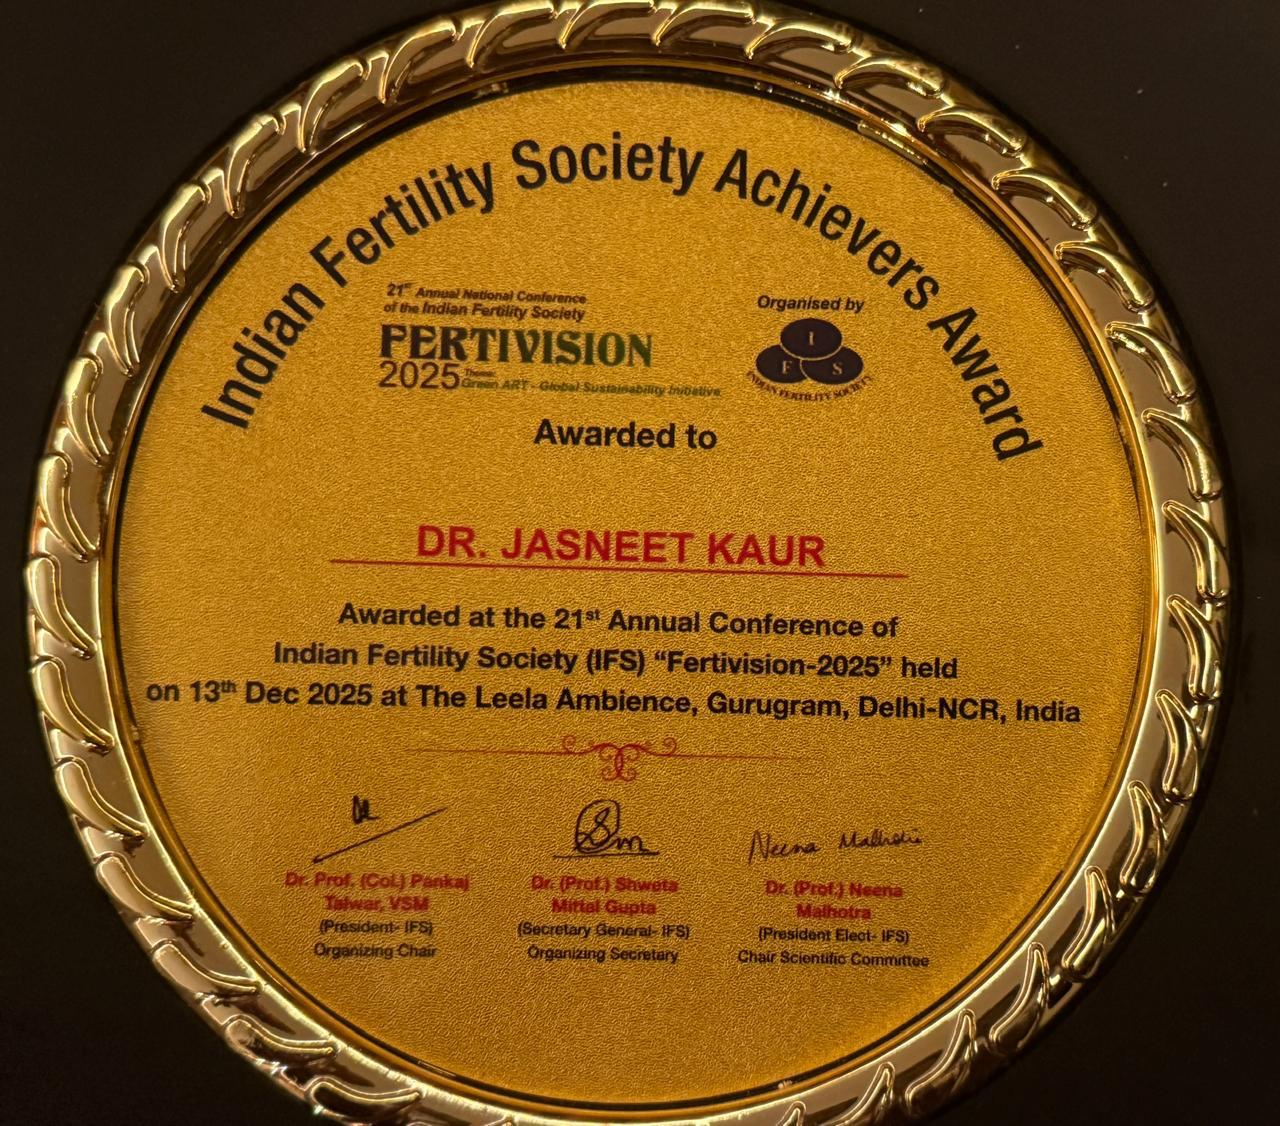 Indian Fertility Society Achievers Award
21st Annual National Conference
of the Indian Fertility Society
FERTIVISION
2025
Theme:
Green ART - Global Sustainability Initiative
Organised by
I
F S
INDIAN FERTILITY SOCIETY
Awarded to
DR. JASNEET KAUR
Awarded at the 21st Annual Conference of
Indian Fertility Society (IFS) “Fertivision-2025” held
on 13th Dec 2025 at The Leela Ambience, Gurugram, Delhi-NCR, India
Neena Malhotra
Dr. Prof. (Col.) Pankaj
Talwar, VSM
(President- IFS)
Organizing Chair
Dr. (Prof.) Shweta
Mittal Gupta
(Secretary General- IFS)
Organizing Secretary
Dr. (Prof.) Neena
Malhotra
(President Elect- IFS)
Chair Scientific Committee